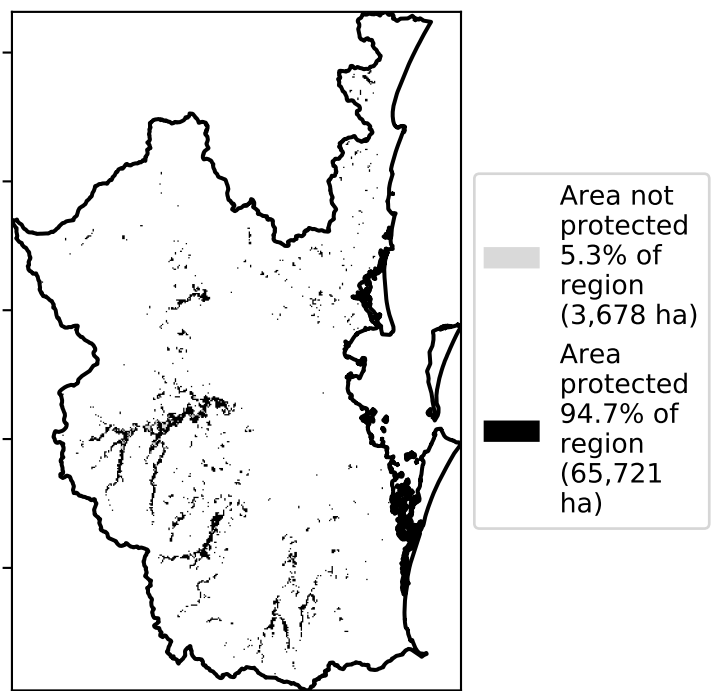 Area not
protected
5.3% of
region
(3,678 ha)
Area
protected
94.7% of
region
(65,721
ha)